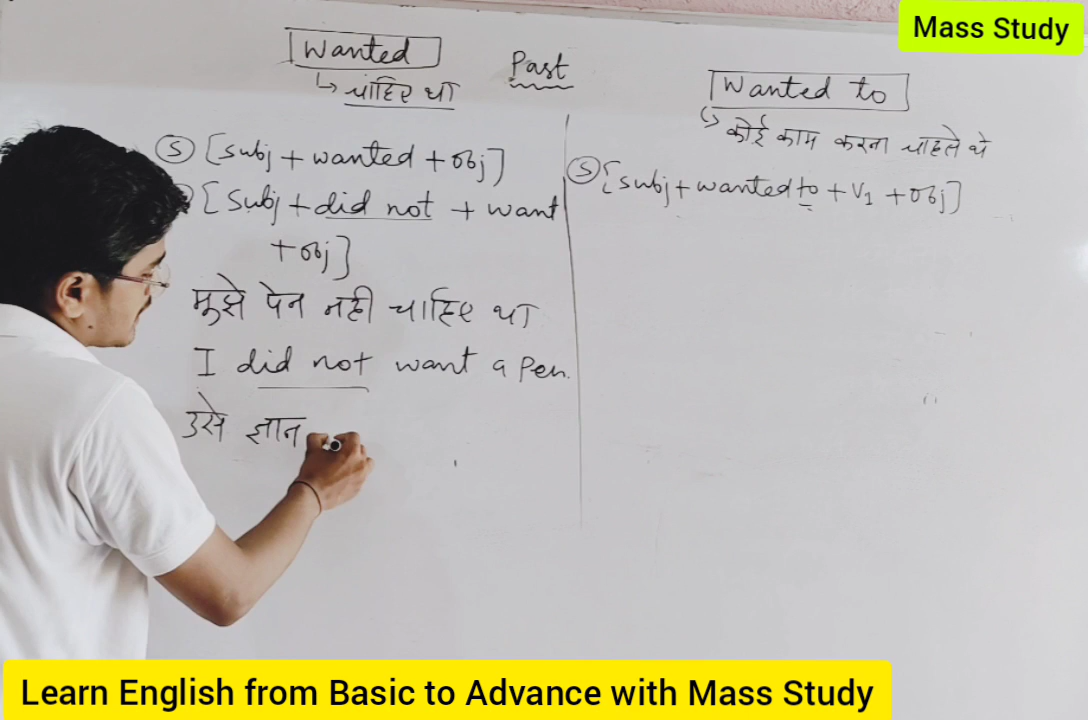 Mass Study
Wanted
↳ चाहिए था
Past
Wanted to
↳ कोई काम करना चाहते थे
Ⓢ [subj + wanted + obj]
[subj + did not + want
+ obj]
मुझे पेन नही चाहिए था
I did not want a Pen.
उसे ज्ञान
Ⓢ [subj + wanted to + V1 + obj]
Learn English from Basic to Advance with Mass Study